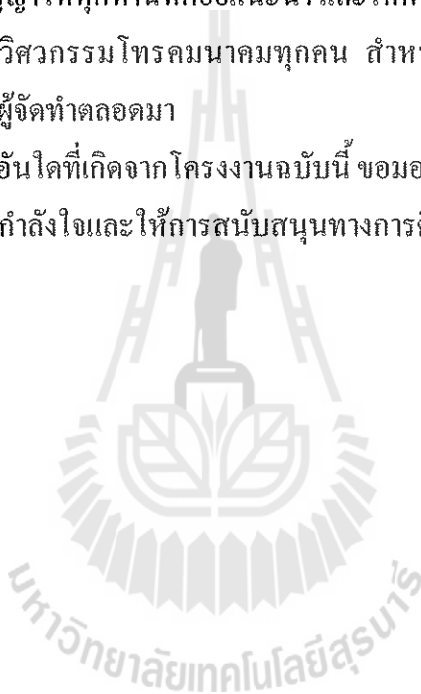 วิศวกรรมโทรคมนาคมทุกคน สำห
ผู้จัดทำตลอดมา
อันใดที่เกิดจากโครงงานฉบับนี้ ขอมอ
กำลังใจและให้การสนับสนุนทางการศ
มหาวิทยาลัยเทคโนโลยีสุรนารี